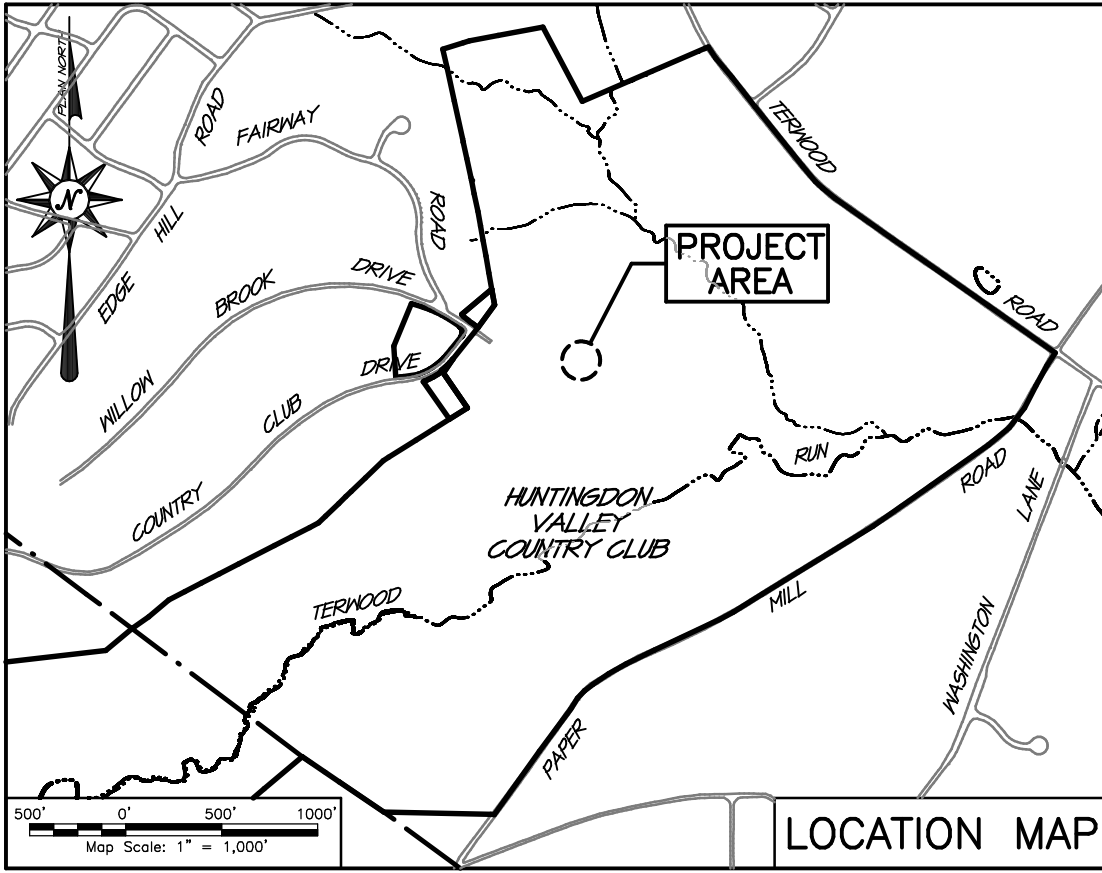 PLAN NORTH
N
ROAD
FAIRWAY
TERWOOD
ROAD
HILL
EDGE
PROJECT
AREA
DRIVE
BROOK
ROAD
WILLOW
DRIVE
CLUB
COUNTRY
RUN
ROAD
LANE
HUNTINGDON
VALLEY
COUNTRY CLUB
TERWOOD
MILL
WASHINGTON
PAPER
500' 0' 500' 1000'
Map Scale: 1" = 1,000'
LOCATION MAP